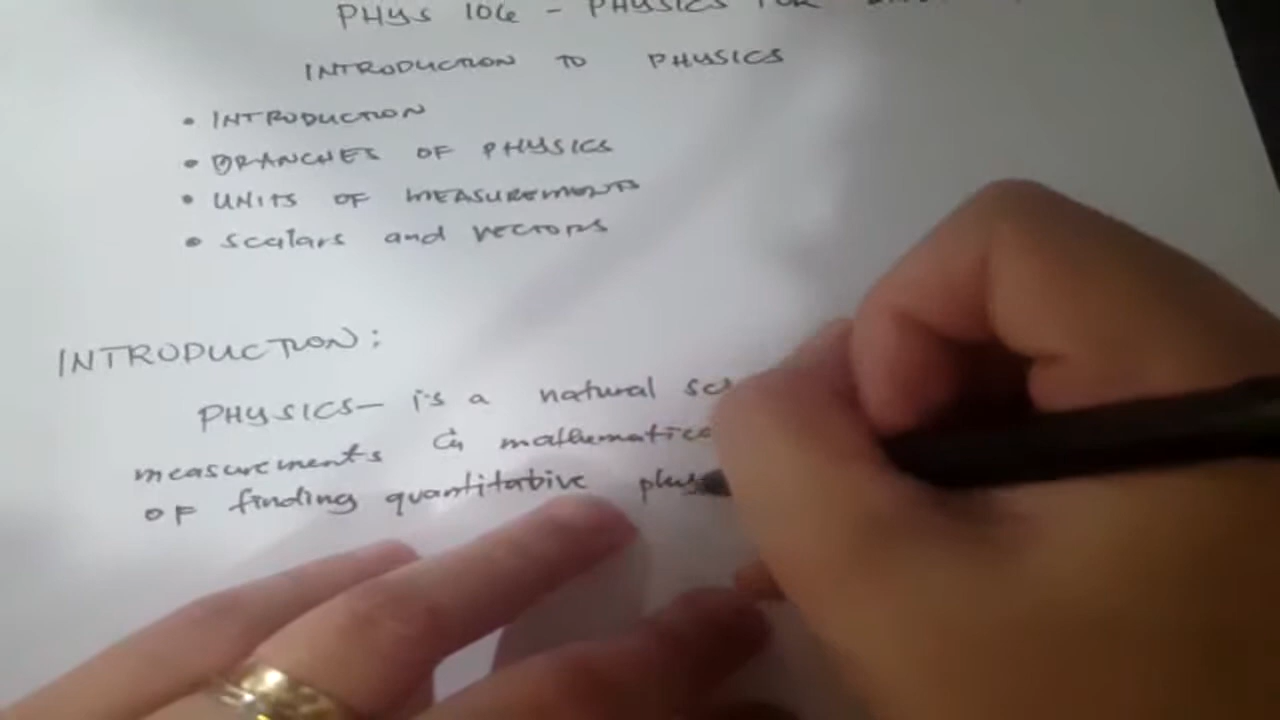 PHYS 106 - PHYSICS FOR
INTRODUCTION TO PHYSICS
• INTRODUCTION
• BRANCHES OF PHYSICS
• UNITS OF MEASUREMENTS
• Scalars and vectors
INTRODUCTION:
PHYSICS- is a natural
measurements & mathematica
of finding quantitative